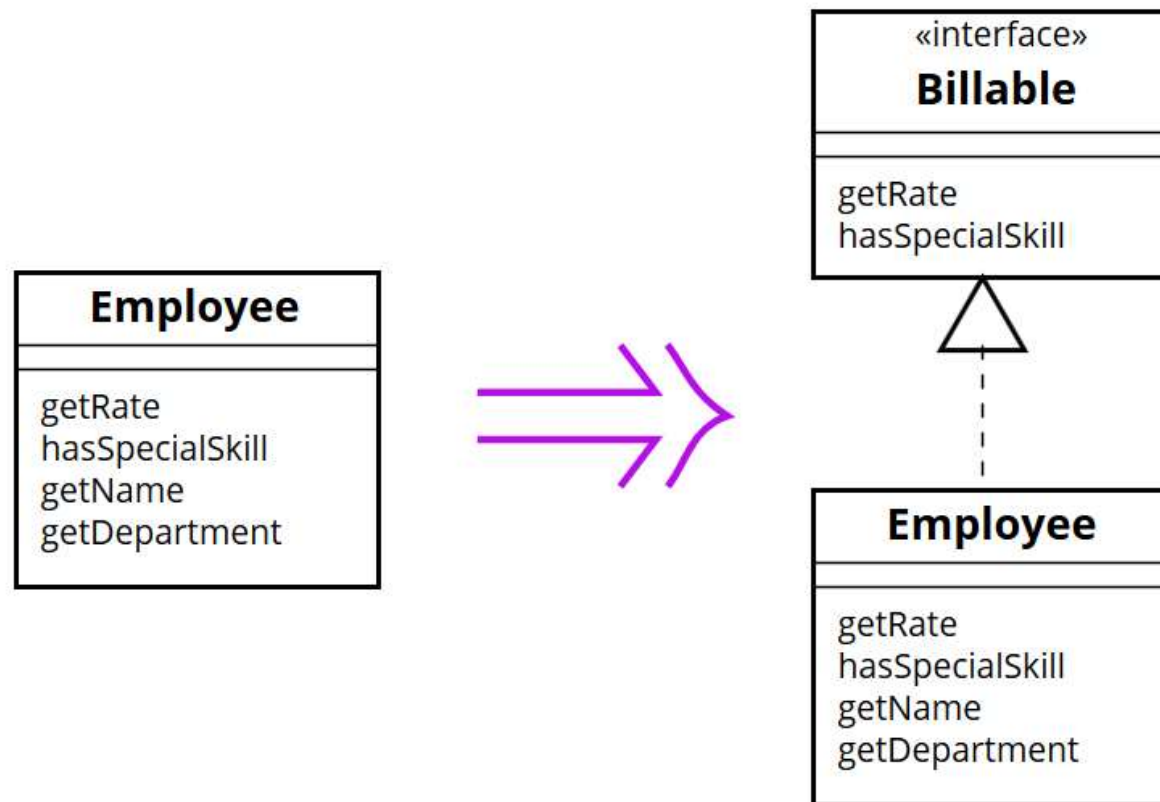 Employee
getRate
hasSpecialSkill
getName
getDepartment
«interface»
Billable
getRate
hasSpecialSkill
Employee
getRate
hasSpecialSkill
getName
getDepartment